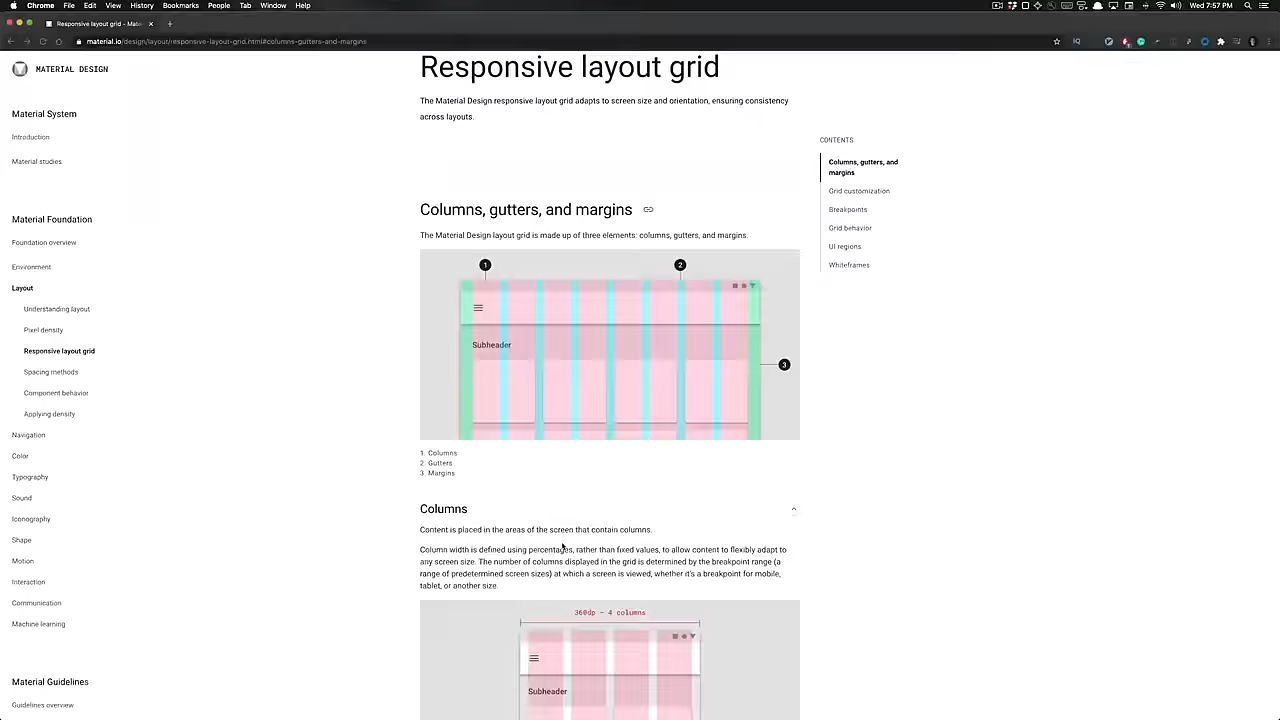 Chrome File Edit View History Bookmarks People Tab Window Help
Wed 7:57 PM
Responsive layout grid - Mate
material.io/design/layout/responsive-layout-grid.html#columns-gutters-and-margins
MATERIAL DESIGN
Material System
Introduction
Material studies
Material Foundation
Foundation overview
Environment
Layout
Understanding layout
Pixel density
Responsive layout grid
Spacing methods
Component behavior
Applying density
Navigation
Color
Typography
Sound
Iconography
Shape
Motion
Interaction
Communication
Machine learning
Material Guidelines
Guidelines overview
Responsive layout grid
The Material Design responsive layout grid adapts to screen size and orientation, ensuring consistency
across layouts.
Columns, gutters, and margins
The Material Design layout grid is made up of three elements: columns, gutters, and margins.
1
2
Subheader
3
1. Columns
2. Gutters
3. Margins
Columns
Content is placed in the areas of the screen that contain columns.
Column width is defined using percentages, rather than fixed values, to allow content to flexibly adapt to
any screen size. The number of columns displayed in the grid is determined by the breakpoint range (a
range of predetermined screen sizes) at which a screen is viewed, whether it's a breakpoint for mobile,
tablet, or another size.
360dp – 4 columns
Subheader
CONTENTS
Columns, gutters, and
margins
Grid customization
Breakpoints
Grid behavior
UI regions
Whiteframes